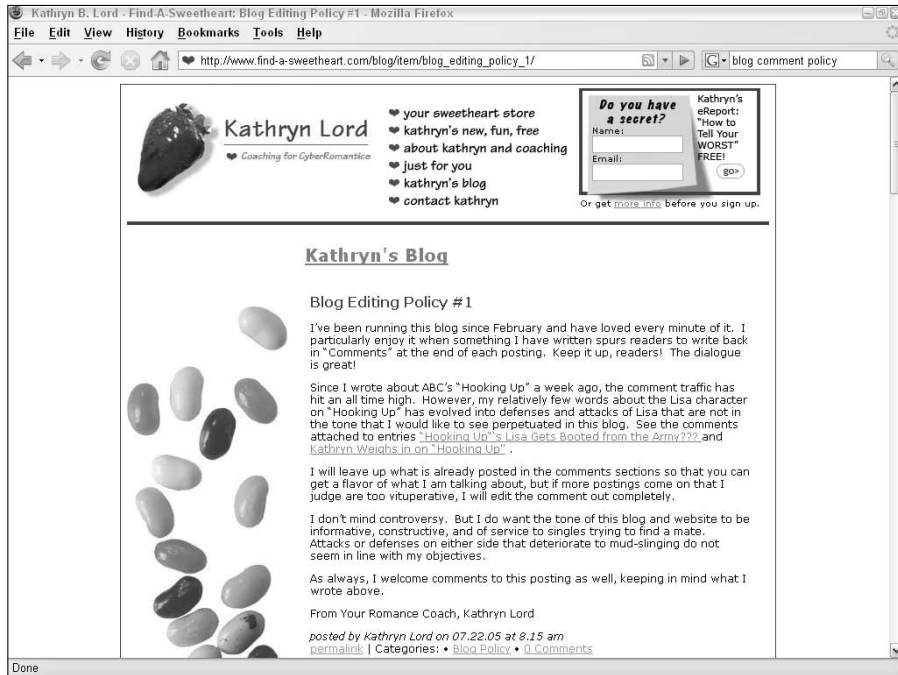 Kathryn B. Lord - Find-A-Sweetheart: Blog Editing Policy #1 - Mozilla Firefox
File Edit View History Bookmarks Tools Help
http://www.find-a-sweetheart.com/blog/item/blog_editing_policy_1/
G blog comment policy
Kathryn Lord
Coaching for CyberRomantics
your sweetheart store
kathryn's new, fun, free
about kathryn and coaching
just for you
kathryn's blog
contact kathryn
Do you have
a secret?
Name:
Email:
Kathryn's
eReport:
"How to
Tell Your
WORST"
FREE!
go>
Or get more info before you sign up.
Kathryn's Blog
Blog Editing Policy #1
I've been running this blog since February and have loved every minute of it. I
particularly enjoy it when something I have written spurs readers to write back
in "Comments" at the end of each posting. Keep it up, readers! The dialogue
is great!
Since I wrote about ABC's "Hooking Up" a week ago, the comment traffic has
hit an all time high. However, my relatively few words about the Lisa character
on "Hooking Up" has evolved into defenses and attacks of Lisa that are not in
the tone that I would like to see perpetuated in this blog. See the comments
attached to entries "Hooking Up"'s Lisa Gets Booted from the Army??? and
Kathryn Weighs in on "Hooking Up" .
I will leave up what is already posted in the comments sections so that you can
get a flavor of what I am talking about, but if more postings come on that I
judge are too vituperative, I will edit the comment out completely.
I don't mind controversy. But I do want the tone of this blog and website to be
informative, constructive, and of service to singles trying to find a mate.
Attacks or defenses on either side that deteriorate to mud-slinging do not
seem in line with my objectives.
As always, I welcome comments to this posting as well, keeping in mind what I
wrote above.
From Your Romance Coach, Kathryn Lord
posted by Kathryn Lord on 07.22.05 at 8.15 am
permalink | Categories: • Blog Policy • 0 Comments
Done